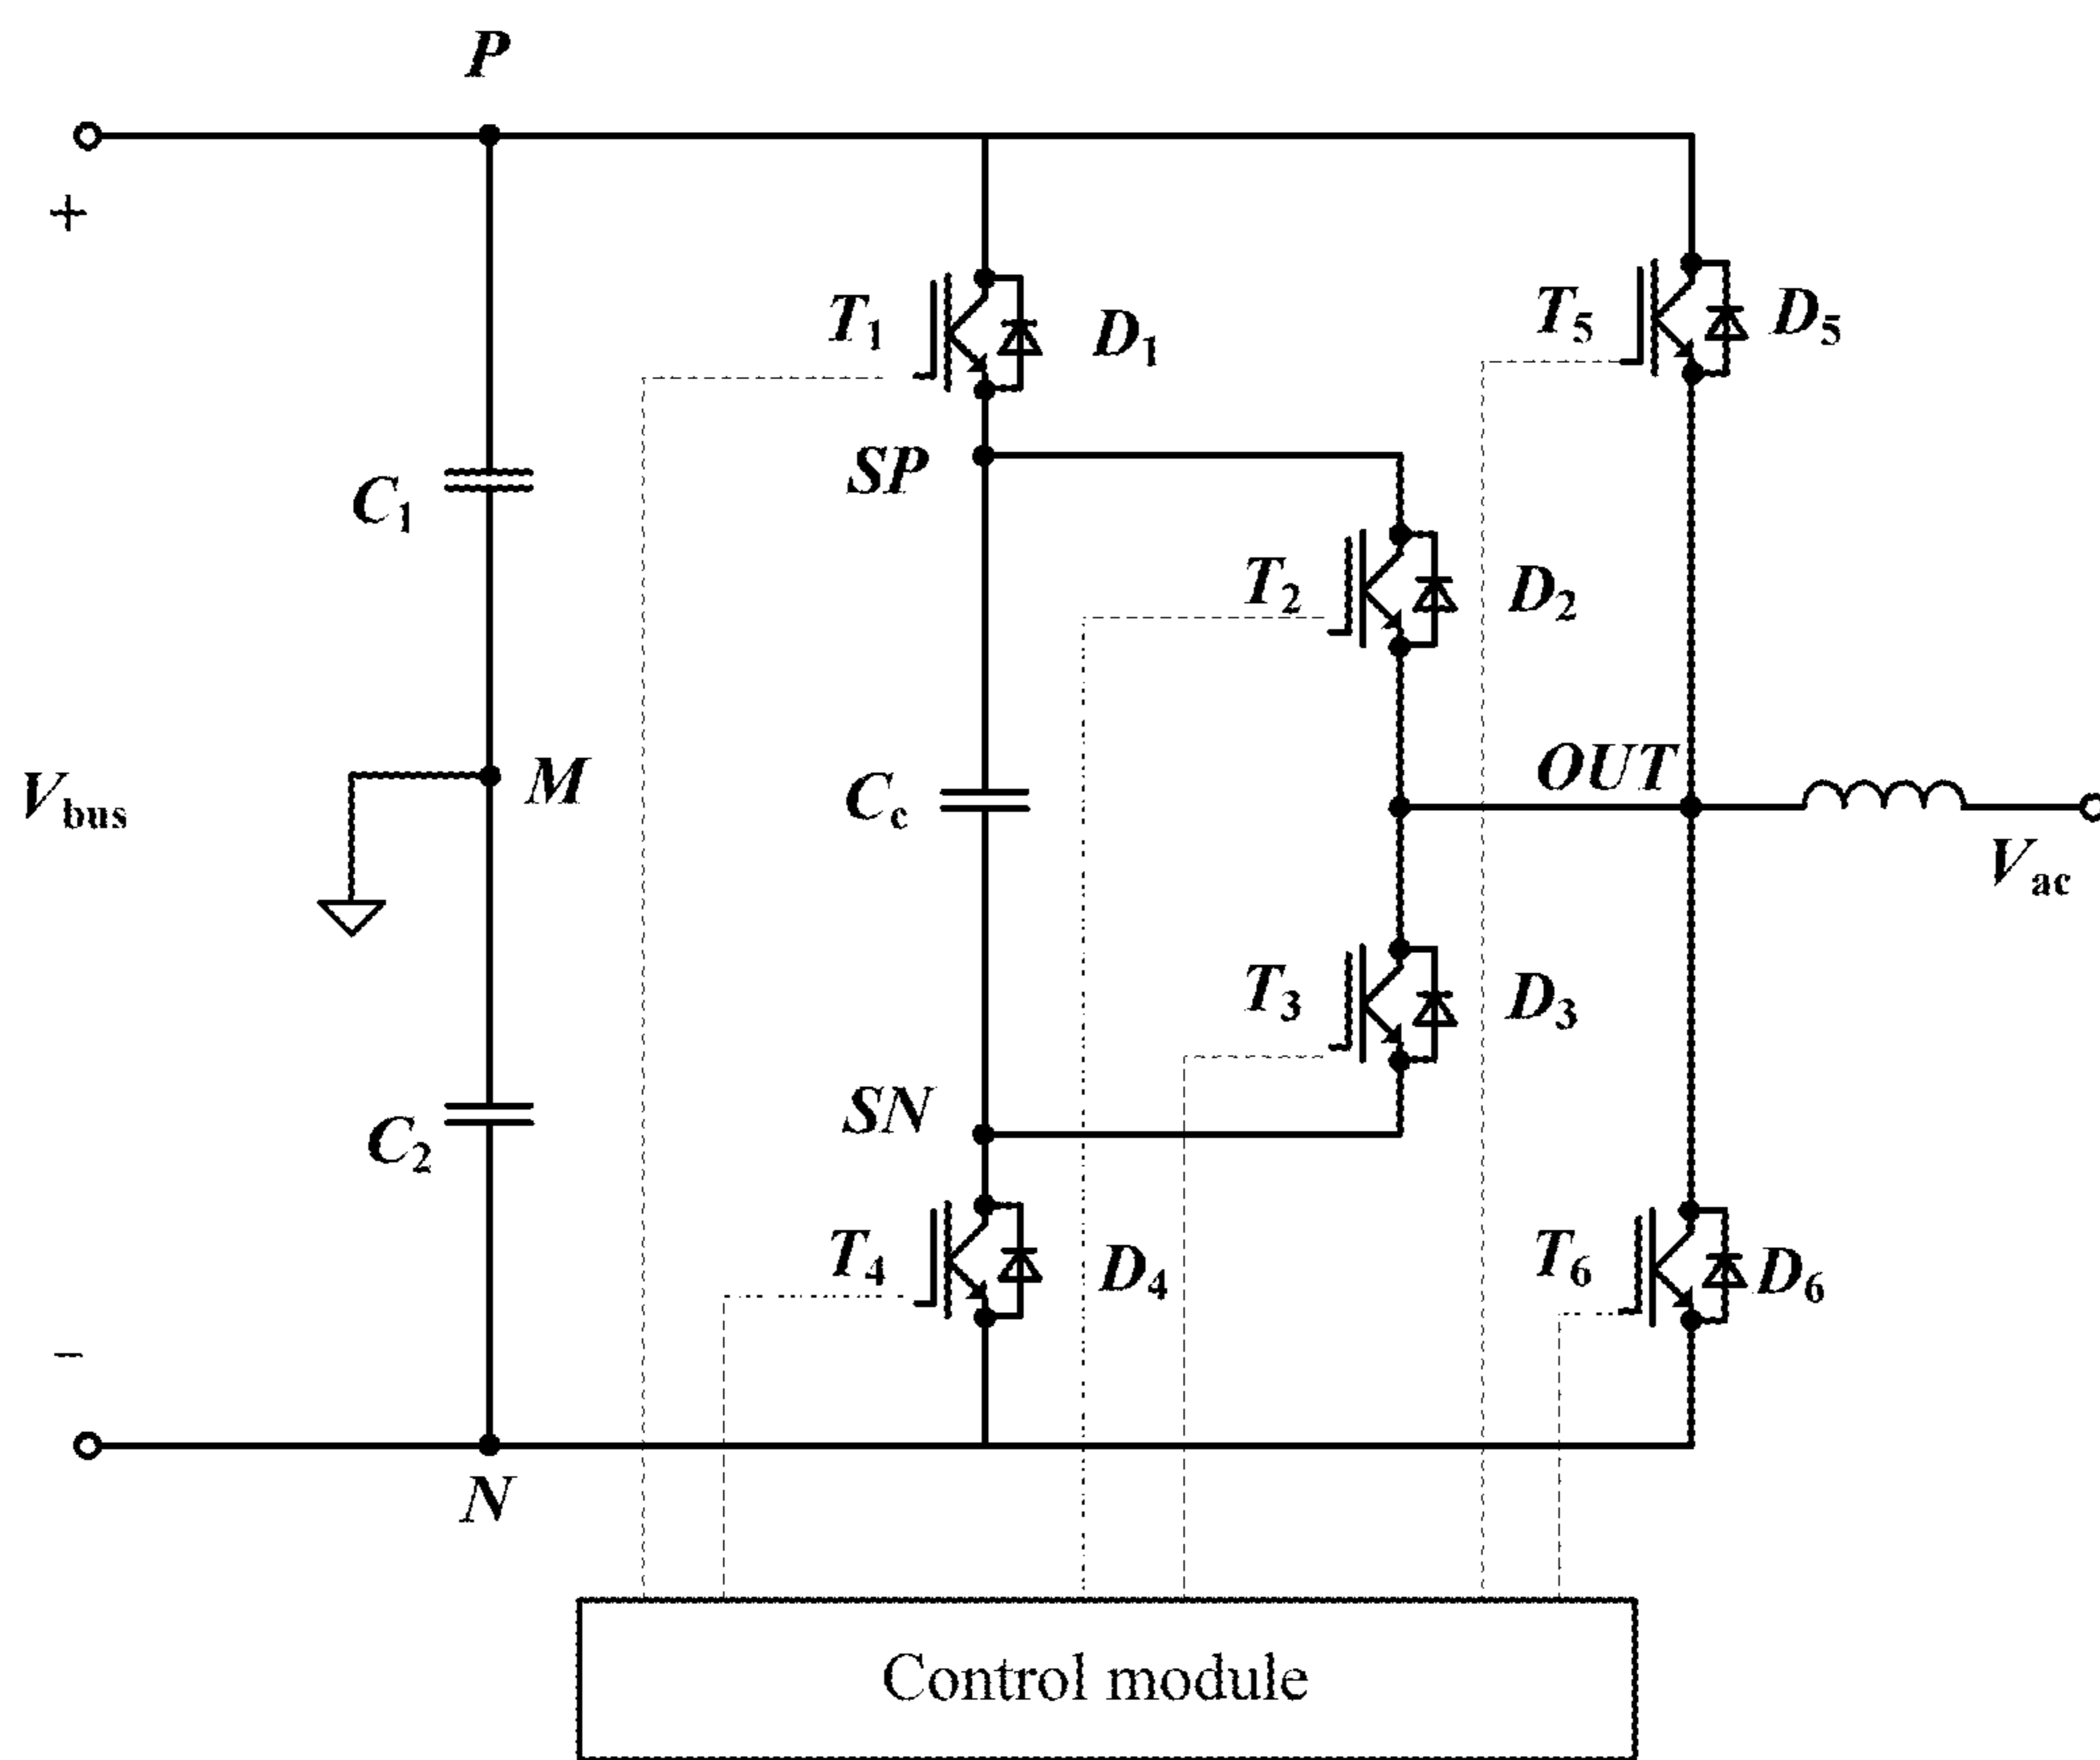 P
+
T1
D1
T5
D5
SP
C1
T2
D2
OUT
M
Vbus
Cc
Vac
T3
D3
SN
C2
T4
D4
T6
D6
−
N
Control module